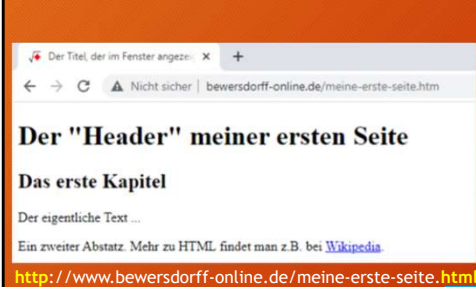 Der Titel, der im Fenster angezei
Nicht sicher | bewersdorff-online.de/meine-erste-seite.htm
Der "Header" meiner ersten Seite
Das erste Kapitel
Der eigentliche Text ...
Ein zweiter Abstatz. Mehr zu HTML findet man z.B. bei Wikipedia.
http://www.bewersdorff-online.de/meine-erste-seite.html